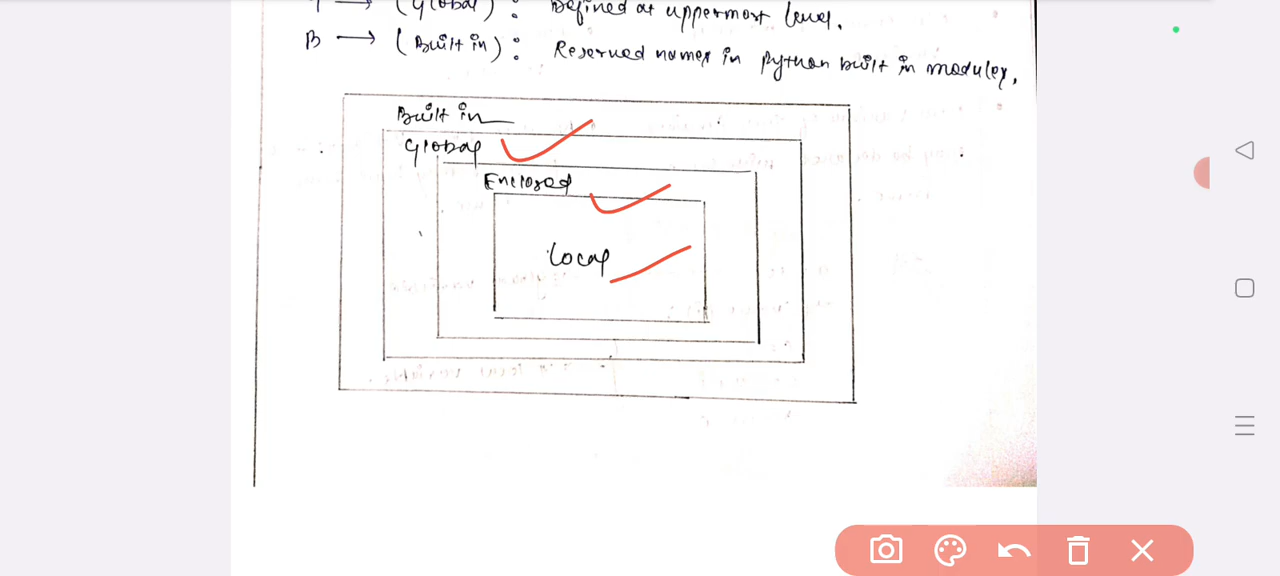 → (Global) : Defined at uppermost level.
B → (Built in) : Reserved names in python built in modules,
Built in
Global
Enclosed
Local